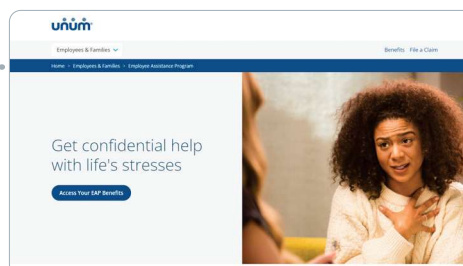 unum
Employees & Families
Benefits File a Claim
Home > Employees & Families > Employee Assistance Program
Get confidential help
with life's stresses
Access Your EAP Benefits